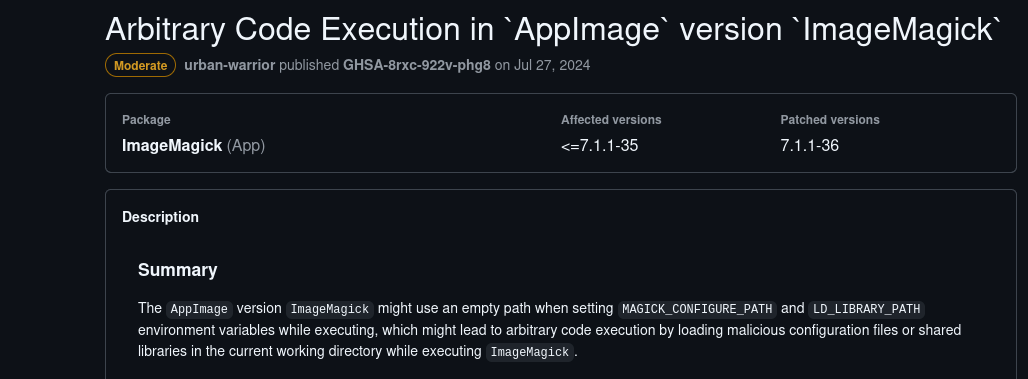 Arbitrary Code Execution in `AppImage` version `ImageMagick`
Moderate urban-warrior published GHSA-8rxc-922v-phg8 on Jul 27, 2024
Package Affected versions Patched versions
ImageMagick (App) <=7.1.1-35 7.1.1-36
Description
Summary
The AppImage version ImageMagick might use an empty path when setting MAGICK_CONFIGURE_PATH and LD_LIBRARY_PATH
environment variables while executing, which might lead to arbitrary code execution by loading malicious configuration files or shared
libraries in the current working directory while executing ImageMagick.